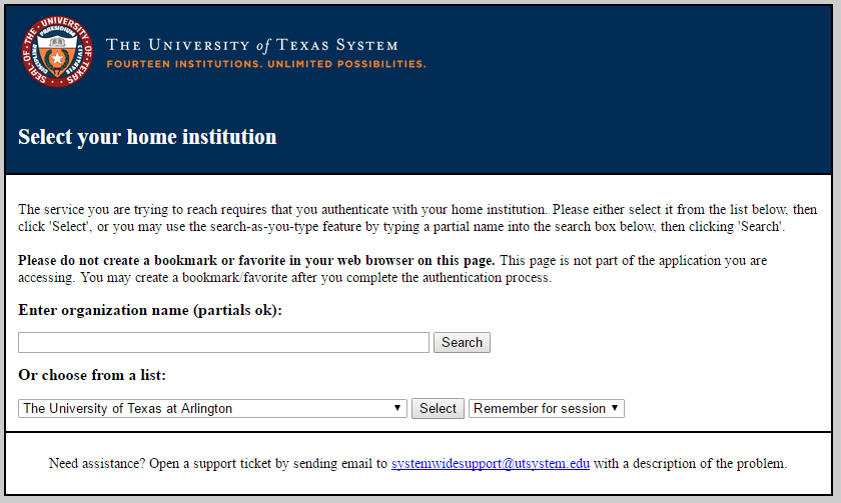 THE UNIVERSITY of TEXAS SYSTEM
FOURTEEN INSTITUTIONS. UNLIMITED POSSIBILITIES.
Select your home institution
The service you are trying to reach requires that you authenticate with your home institution. Please either select it from the list below, then
click 'Select', or you may use the search-as-you-type feature by typing a partial name into the search box below, then clicking 'Search'.
Please do not create a bookmark or favorite in your web browser on this page. This page is not part of the application you are
accessing. You may create a bookmark/favorite after you complete the authentication process.
Enter organization name (partials ok):
Search
Or choose from a list:
The University of Texas at Arlington Select Remember for session
Need assistance? Open a support ticket by sending email to systemwidesupport@utsystem.edu with a description of the problem.